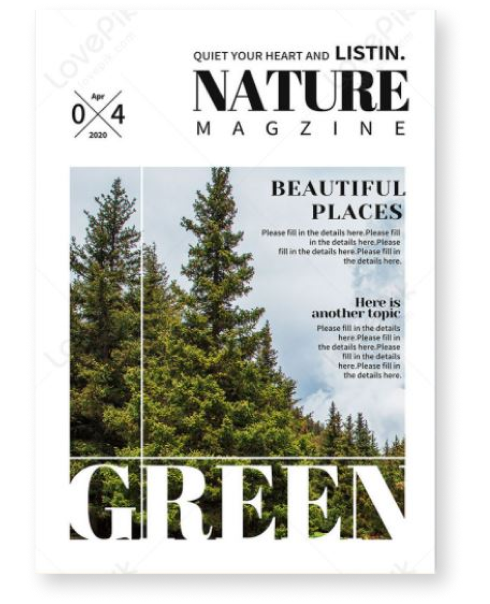 QUIET YOUR HEART AND LISTIN.
NATURE
MAGZINE
Apr
04
2020
BEAUTIFUL
PLACES
Please fill in the details here.Please fill
in the details here.Please
fill in the details here.Please fill in
the details here.
Here is
another topic
Please fill in the details
here.Please fill in
the details here.Please
fill in the details
here.Please fill in
the details here.
GREEN